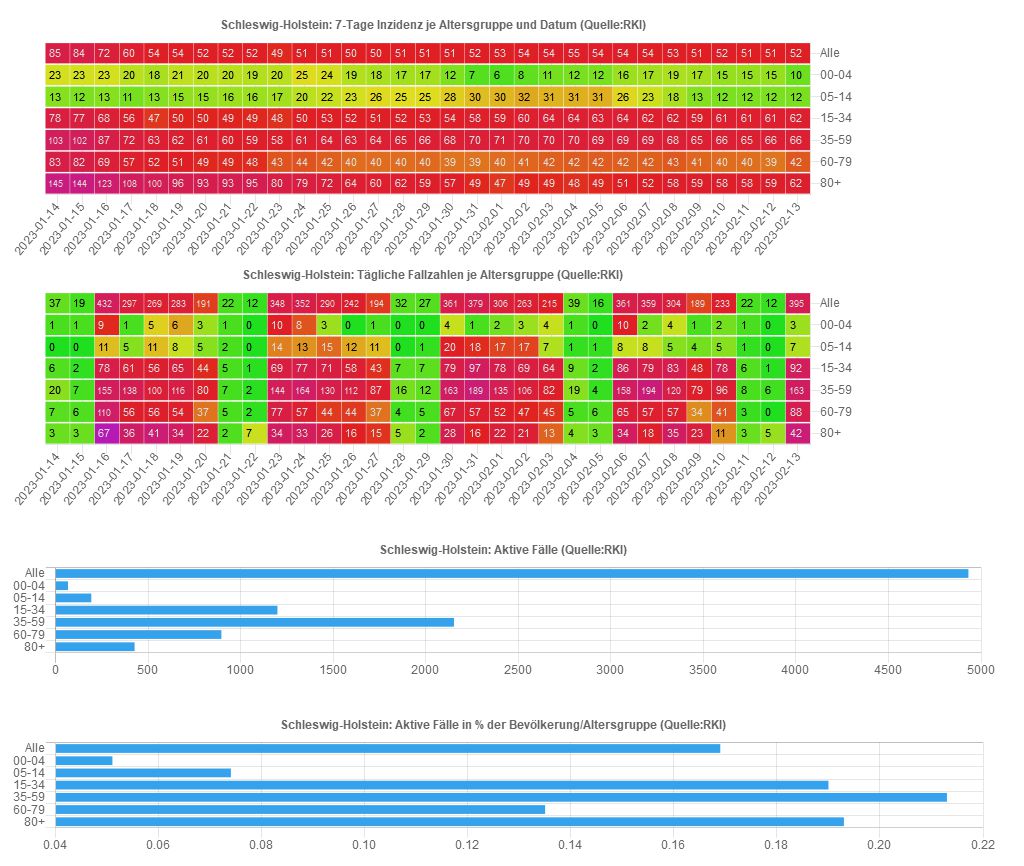 Schleswig-Holstein: 7-Tage Inzidenz je Altersgruppe und Datum (Quelle:RKI)
85 84 72 60 54 54 52 52 52 49 51 51 50 50 51 51 51 52 53 54 54 55 54 54 54 53 51 52 51 51 52 Alle
23 23 23 20 18 21 20 20 19 20 25 24 19 18 17 17 12 7 6 8 11 12 12 16 17 19 17 15 15 15 10 00-04
13 12 13 11 13 15 15 16 16 17 20 22 23 26 25 25 28 30 30 32 31 31 31 26 23 18 13 12 12 12 12 05-14
78 77 68 56 47 50 50 49 49 48 50 53 52 51 52 53 54 58 59 60 64 64 63 64 62 62 59 61 61 61 62 15-34
103 102 87 72 63 62 61 60 59 58 61 64 63 65 66 68 70 71 70 70 70 69 69 69 68 65 66 65 66 66 35-59
83 82 69 57 52 51 49 49 48 43 44 42 40 40 40 40 39 39 40 41 42 42 42 42 42 43 41 40 40 39 42 60-79
145 144 123 108 100 96 93 93 95 80 79 72 64 60 62 59 57 49 47 49 49 48 49 51 52 58 59 58 58 59 62 80+
2023-01-14 2023-01-15 2023-01-16 2023-01-17 2023-01-18 2023-01-19 2023-01-20 2023-01-21 2023-01-22 2023-01-23 2023-01-24 2023-01-25 2023-01-26 2023-01-27 2023-01-28 2023-01-29 2023-01-30 2023-01-31 2023-02-01 2023-02-02 2023-02-03 2023-02-04 2023-02-05 2023-02-06 2023-02-07 2023-02-08 2023-02-09 2023-02-10 2023-02-11 2023-02-12 2023-02-13
Schleswig-Holstein: Tägliche Fallzahlen je Altersgruppe (Quelle:RKI)
37 19 432 297 269 283 191 22 12 348 352 290 242 194 32 27 361 379 306 263 215 39 16 361 359 304 189 233 22 12 395 Alle
1 1 9 1 5 6 3 1 0 10 8 3 0 1 0 0 4 1 2 3 4 1 0 10 2 4 1 2 1 0 3 00-04
0 0 11 5 11 8 5 2 0 14 13 15 12 11 0 1 20 18 17 17 7 1 1 8 8 5 4 5 1 0 7 05-14
6 2 78 61 56 65 44 5 1 69 77 71 58 43 7 7 85 97 78 69 64 9 2 86 79 83 48 78 6 1 92 15-34
20 7 155 138 100 116 80 7 2 144 164 130 112 87 16 12 163 189 135 106 82 19 4 158 194 120 79 96 8 6 163 35-59
7 6 110 56 56 54 37 5 2 77 57 44 44 37 4 5 67 57 52 47 45 5 6 65 57 57 34 41 3 0 88 60-79
3 3 67 36 41 34 22 2 7 34 33 26 16 15 5 2 28 16 22 21 13 4 3 34 18 35 23 11 3 5 42 80+
2023-01-14 2023-01-15 2023-01-16 2023-01-17 2023-01-18 2023-01-19 2023-01-20 2023-01-21 2023-01-22 2023-01-23 2023-01-24 2023-01-25 2023-01-26 2023-01-27 2023-01-28 2023-01-29 2023-01-30 2023-01-31 2023-02-01 2023-02-02 2023-02-03 2023-02-04 2023-02-05 2023-02-06 2023-02-07 2023-02-08 2023-02-09 2023-02-10 2023-02-11 2023-02-12 2023-02-13
Schleswig-Holstein: Aktive Fälle (Quelle:RKI)
Alle
00-04
05-14
15-34
35-59
60-79
80+
0 500 1000 1500 2000 2500 3000 3500 4000 4500 5000
Schleswig-Holstein: Aktive Fälle in % der Bevölkerung/Altersgruppe (Quelle:RKI)
Alle
00-04
05-14
15-34
35-59
60-79
80+
0.04 0.06 0.08 0.10 0.12 0.14 0.16 0.18 0.20 0.22